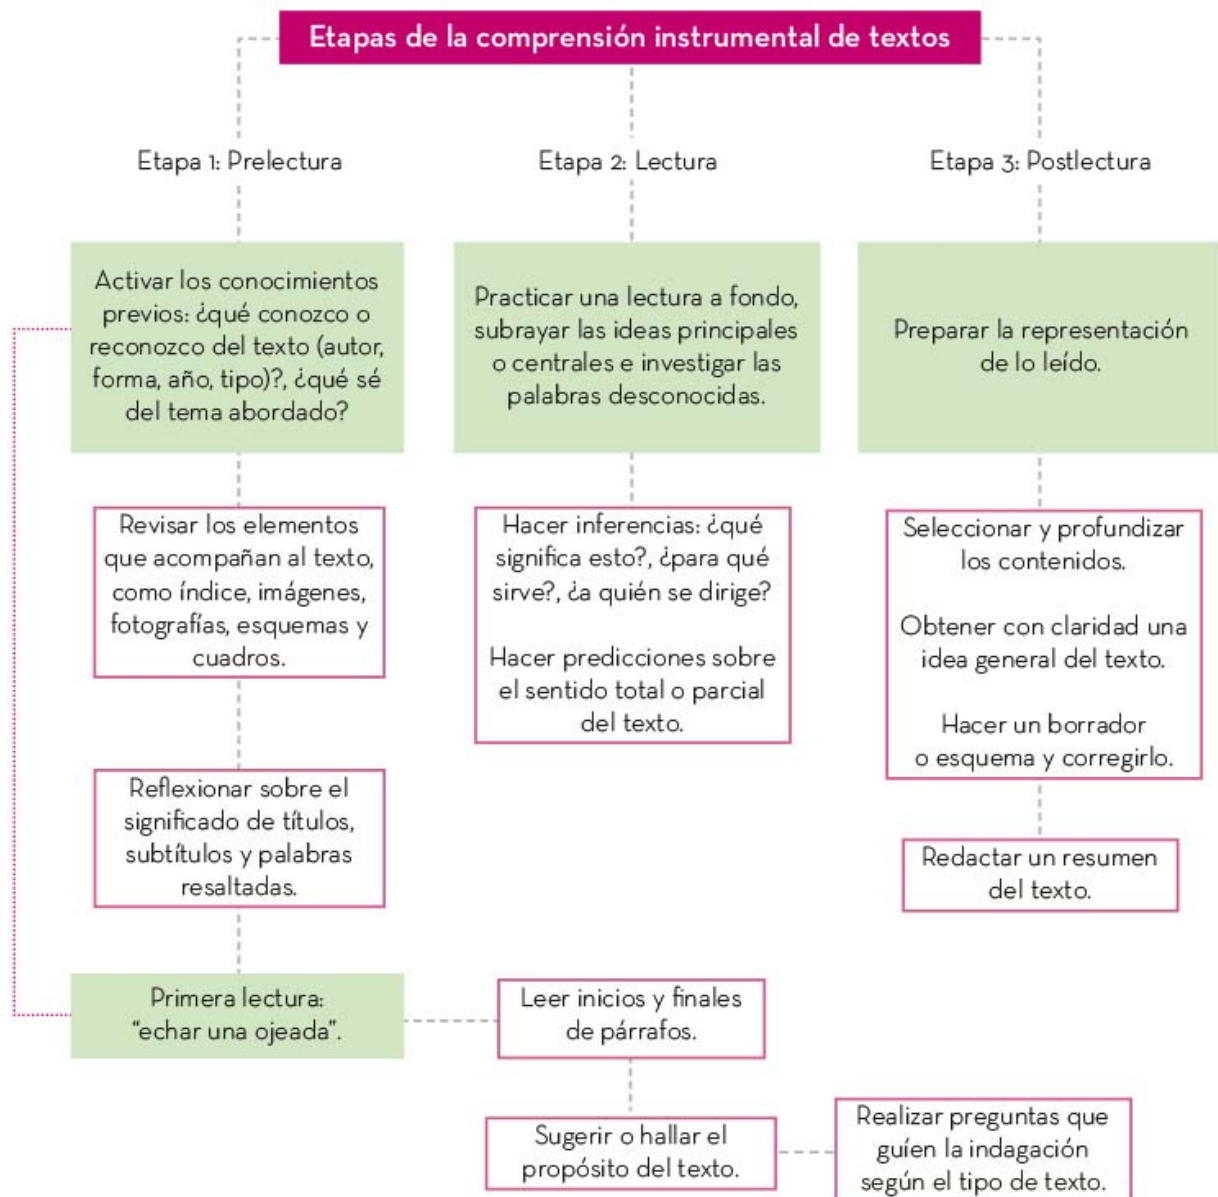 Etapas de la comprensión instrumental de textos
Etapa 1: Prelectura
Activar los conocimientos
previos: ¿qué conozco o
reconozco del texto (autor,
forma, año, tipo)?, ¿qué sé
del tema abordado?
Revisar los elementos
que acompañan al texto,
como índice, imágenes,
fotografías, esquemas y
cuadros.
Reflexionar sobre el
significado de títulos,
subtítulos y palabras
resaltadas.
Primera lectura:
“echar una ojeada”.
Leer inicios y finales
de párrafos.
Sugerir o hallar el
propósito del texto.
Realizar preguntas que
guíen la indagación
según el tipo de texto.
Etapa 2: Lectura
Practicar una lectura a fondo,
subrayar las ideas principales
o centrales e investigar las
palabras desconocidas.
Hacer inferencias: ¿qué
significa esto?, ¿para qué
sirve?, ¿a quién se dirige?
Hacer predicciones sobre
el sentido total o parcial
del texto.
Etapa 3: Postlectura
Preparar la representación
de lo leído.
Seleccionar y profundizar
los contenidos.
Obtener con claridad una
idea general del texto.
Hacer un borrador
o esquema y corregirlo.
Redactar un resumen
del texto.